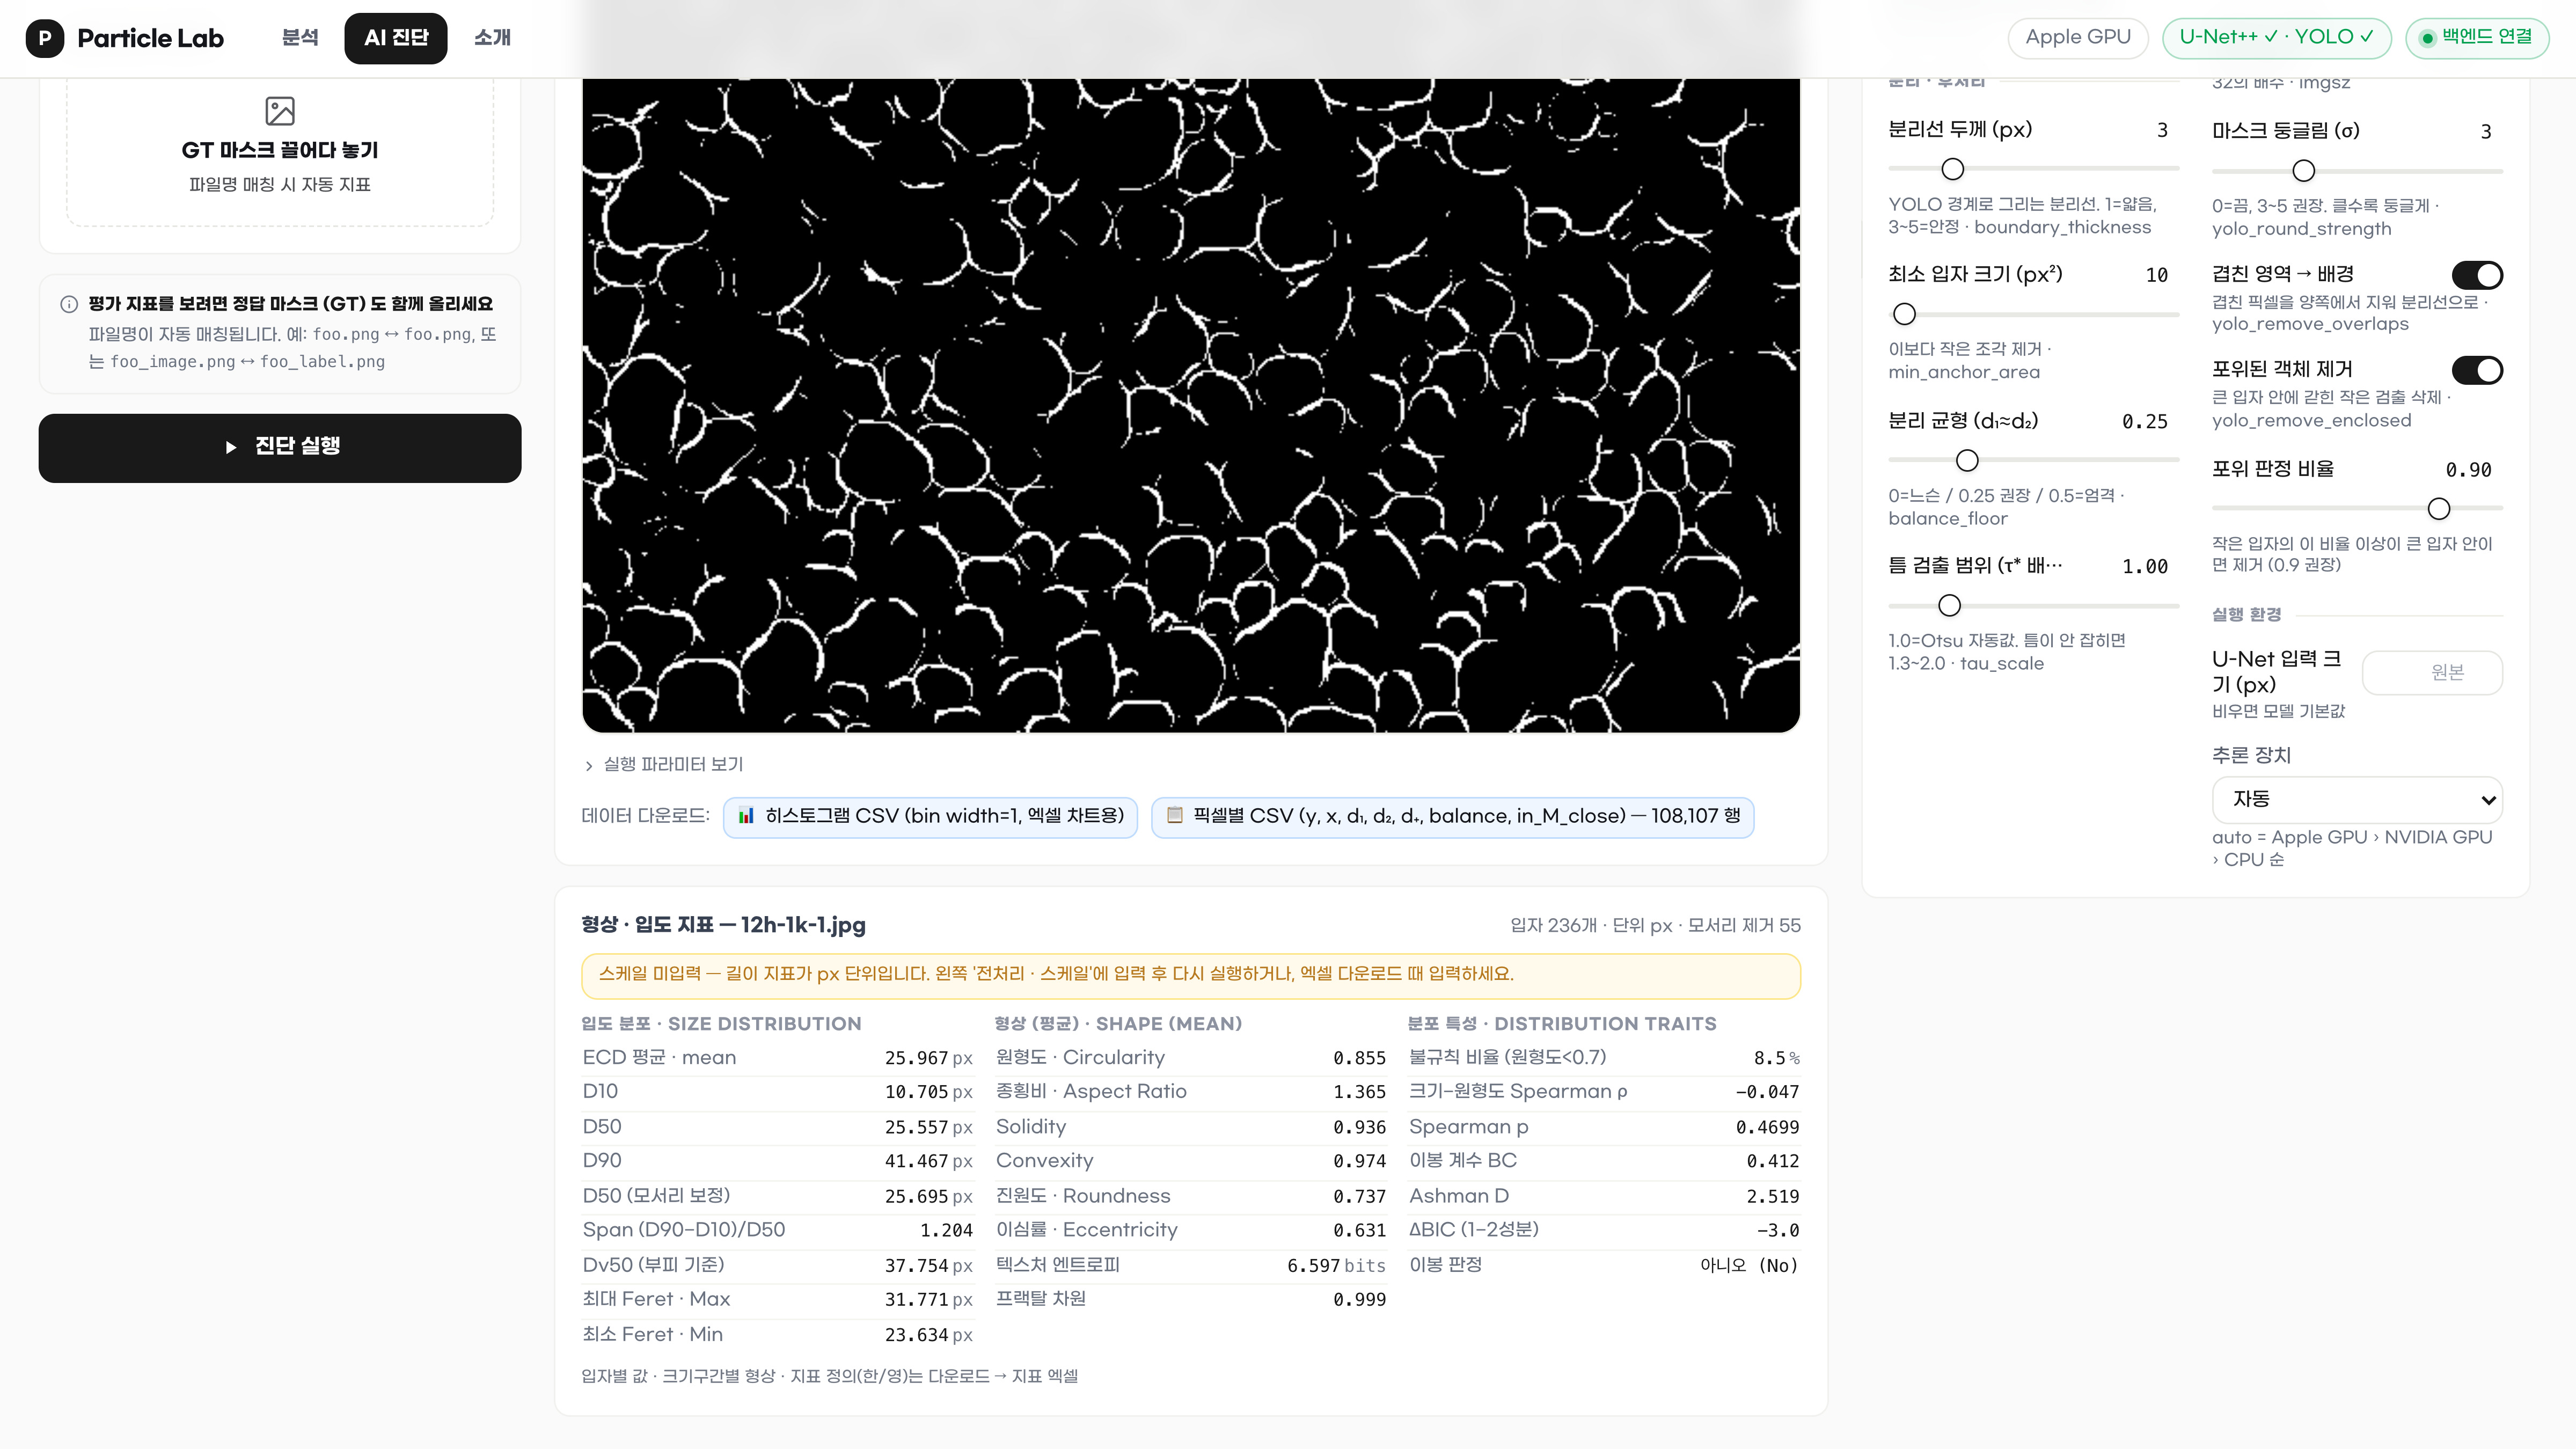 P Particle Lab 분석 AI 진단 소개 Apple GPU U-Net++ ✓ · YOLO ✓ 백엔드 연결
GT 마스크 끌어다 놓기
파일명 매칭 시 자동 지표
평가 지표를 보려면 정답 마스크 (GT) 도 함께 올리세요
파일명이 자동 매칭됩니다. 예: foo.png ↔ foo.png, 또
는 foo_image.png ↔ foo_label.png
진단 실행
실행 파라미터 보기
데이터 다운로드: 히스토그램 CSV (bin width=1, 엑셀 차트용) 픽셀별 CSV (y, x, d₁, d₂, d₊, balance, in_M_close) — 108,107 행
형상 · 입도 지표 — 12h-1k-1.jpg 입자 236개 · 단위 px · 모서리 제거 55
스케일 미입력 — 길이 지표가 px 단위입니다. 왼쪽 '전처리 · 스케일'에 입력 후 다시 실행하거나, 엑셀 다운로드 때 입력하세요.
입도 분포 · SIZE DISTRIBUTION
ECD 평균 · mean 25.967 px
D10 10.705 px
D50 25.557 px
D90 41.467 px
D50 (모서리 보정) 25.695 px
Span (D90−D10)/D50 1.204
Dv50 (부피 기준) 37.754 px
최대 Feret · Max 31.771 px
최소 Feret · Min 23.634 px
형상 (평균) · SHAPE (MEAN)
원형도 · Circularity 0.855
종횡비 · Aspect Ratio 1.365
Solidity 0.936
Convexity 0.974
진원도 · Roundness 0.737
이심률 · Eccentricity 0.631
텍스처 엔트로피 6.597 bits
프랙탈 차원 0.999
분포 특성 · DISTRIBUTION TRAITS
불규칙 비율 (원형도<0.7) 8.5 %
크기–원형도 Spearman ρ −0.047
Spearman p 0.4699
이봉 계수 BC 0.412
Ashman D 2.519
ΔBIC (1−2성분) −3.0
이봉 판정 아니오 (No)
입자별 값 · 크기구간별 형상 · 지표 정의(한/영)는 다운로드 → 지표 엑셀
분리 · 후처리
분리선 두께 (px) 3
YOLO 경계로 그리는 분리선. 1=얇음,
3~5=안정 · boundary_thickness
최소 입자 크기 (px²) 10
이보다 작은 조각 제거 ·
min_anchor_area
분리 균형 (d₁≈d₂) 0.25
0=느슨 / 0.25 권장 / 0.5=엄격 ·
balance_floor
틈 검출 범위 (τ* 배⋯ 1.00
1.0=Otsu 자동값. 틈이 안 잡히면
1.3~2.0 · tau_scale
32의 배수 · imgsz
마스크 둥글림 (σ) 3
0=끔, 3~5 권장. 클수록 둥글게 ·
yolo_round_strength
겹친 영역 → 배경
겹친 픽셀을 양쪽에서 지워 분리선으로 ·
yolo_remove_overlaps
포위된 객체 제거
큰 입자 안에 갇힌 작은 검출 삭제 ·
yolo_remove_enclosed
포위 판정 비율 0.90
작은 입자의 이 비율 이상이 큰 입자 안이
면 제거 (0.9 권장)
실행 환경
U-Net 입력 크
기 (px) 원본
비우면 모델 기본값
추론 장치
자동
auto = Apple GPU › NVIDIA GPU
› CPU 순